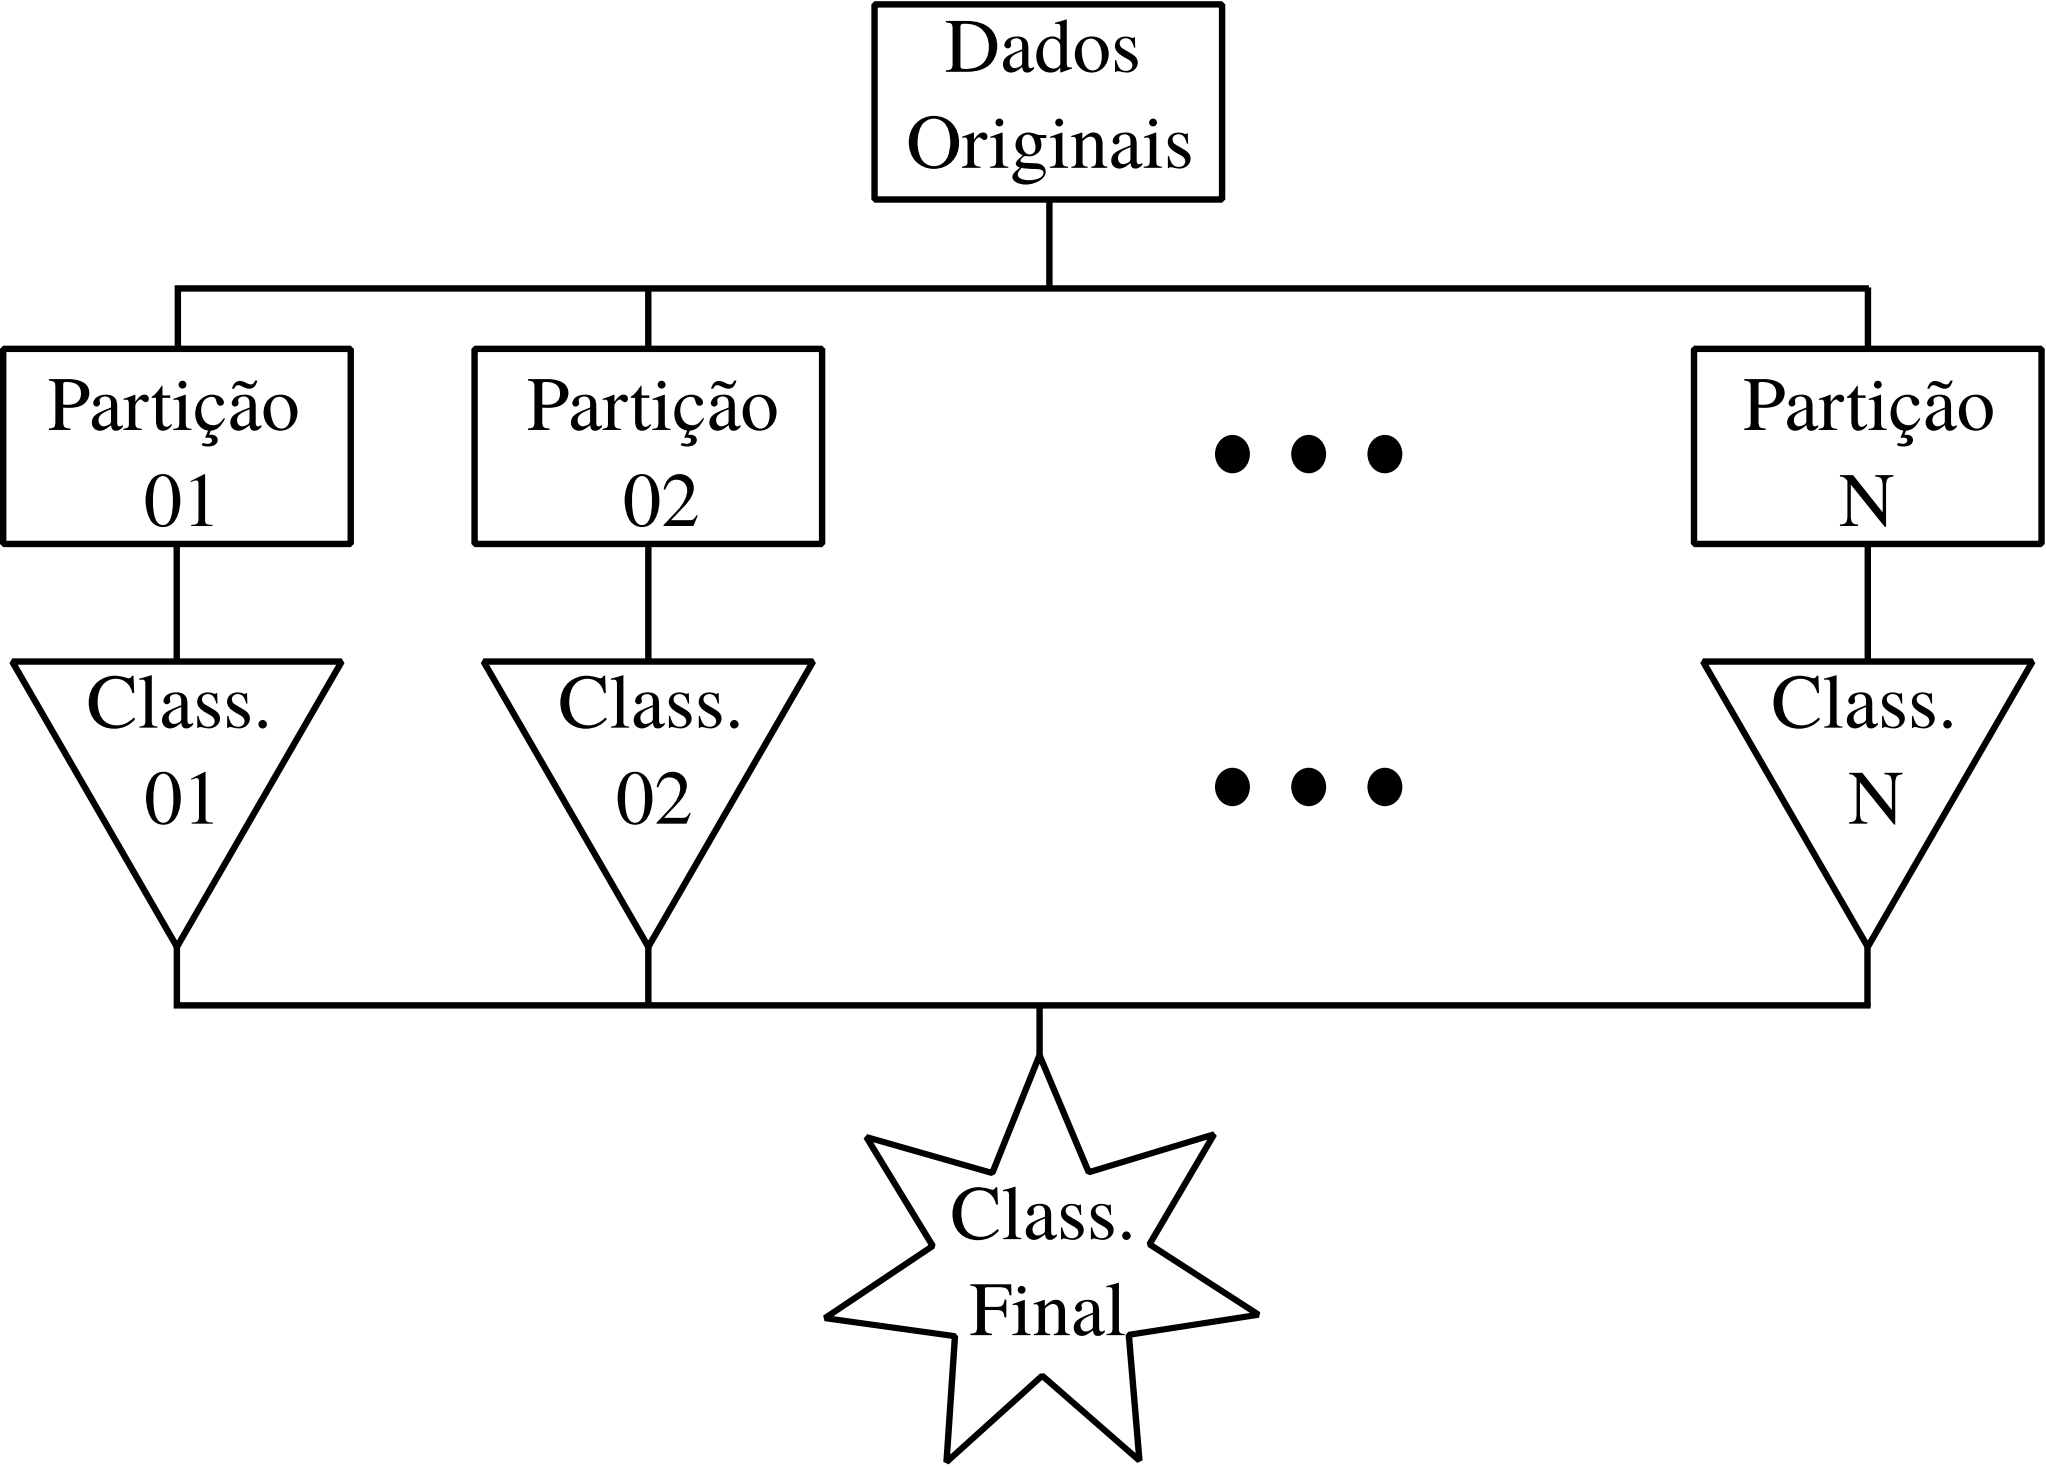 Dados
Originais
Partição
01
Partição
02
Partição
N
Class.
01
Class.
02
Class.
N
Class.
Final